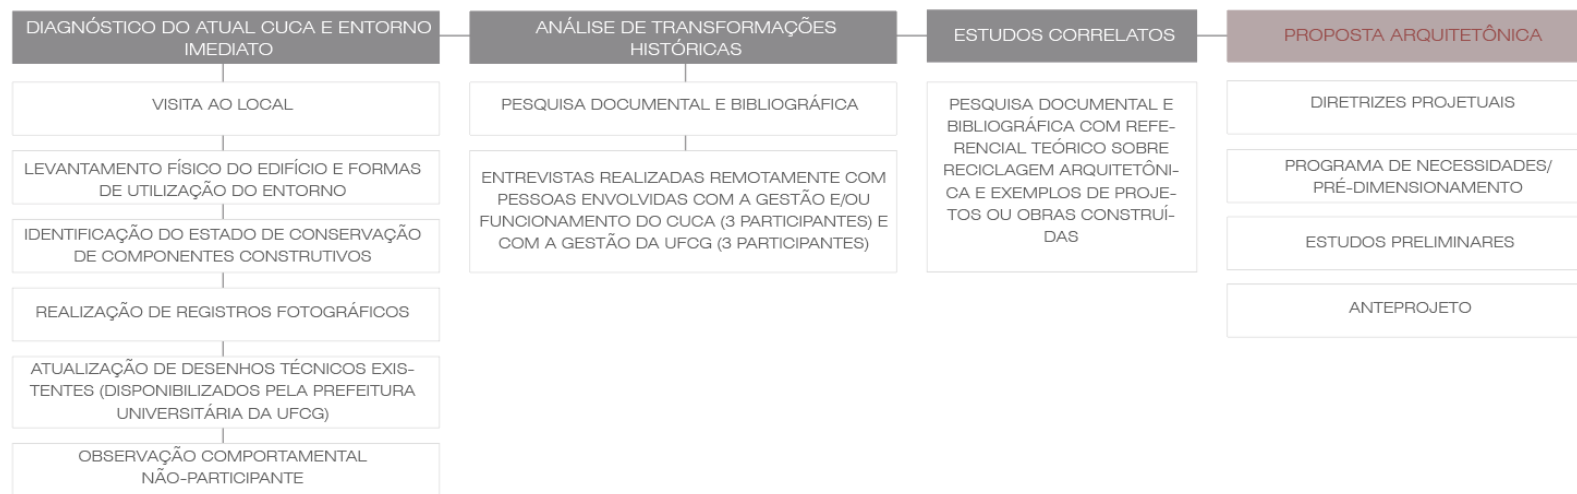 DIAGNÓSTICO DO ATUAL CUCA E ENTORNO
IMEDIATO
VISITA AO LOCAL
LEVANTAMENTO FÍSICO DO EDIFÍCIO E FORMAS
DE UTILIZAÇÃO DO ENTORNO
IDENTIFICAÇÃO DO ESTADO DE CONSERVAÇÃO
DE COMPONENTES CONSTRUTIVOS
REALIZAÇÃO DE REGISTROS FOTOGRÁFICOS
ATUALIZAÇÃO DE DESENHOS TÉCNICOS EXIS-
TENTES (DISPONIBILIZADOS PELA PREFEITURA
UNIVERSITÁRIA DA UFCG)
OBSERVAÇÃO COMPORTAMENTAL
NÃO-PARTICIPANTE
ANÁLISE DE TRANSFORMAÇÕES
HISTÓRICAS
PESQUISA DOCUMENTAL E BIBLIOGRÁFICA
ENTREVISTAS REALIZADAS REMOTAMENTE COM
PESSOAS ENVOLVIDAS COM A GESTÃO E/OU
FUNCIONAMENTO DO CUCA (3 PARTICIPANTES) E
COM A GESTÃO DA UFCG (3 PARTICIPANTES)
ESTUDOS CORRELATOS
PESQUISA DOCUMENTAL E
BIBLIOGRÁFICA COM REFE-
RENCIAL TEÓRICO SOBRE
RECICLAGEM ARQUITETÔNI-
CA E EXEMPLOS DE PROJE-
TOS OU OBRAS CONSTRUÍ-
DAS
PROPOSTA ARQUITETÔNICA
DIRETRIZES PROJETUAIS
PROGRAMA DE NECESSIDADES/
PRÉ-DIMENSIONAMENTO
ESTUDOS PRELIMINARES
ANTEPROJETO